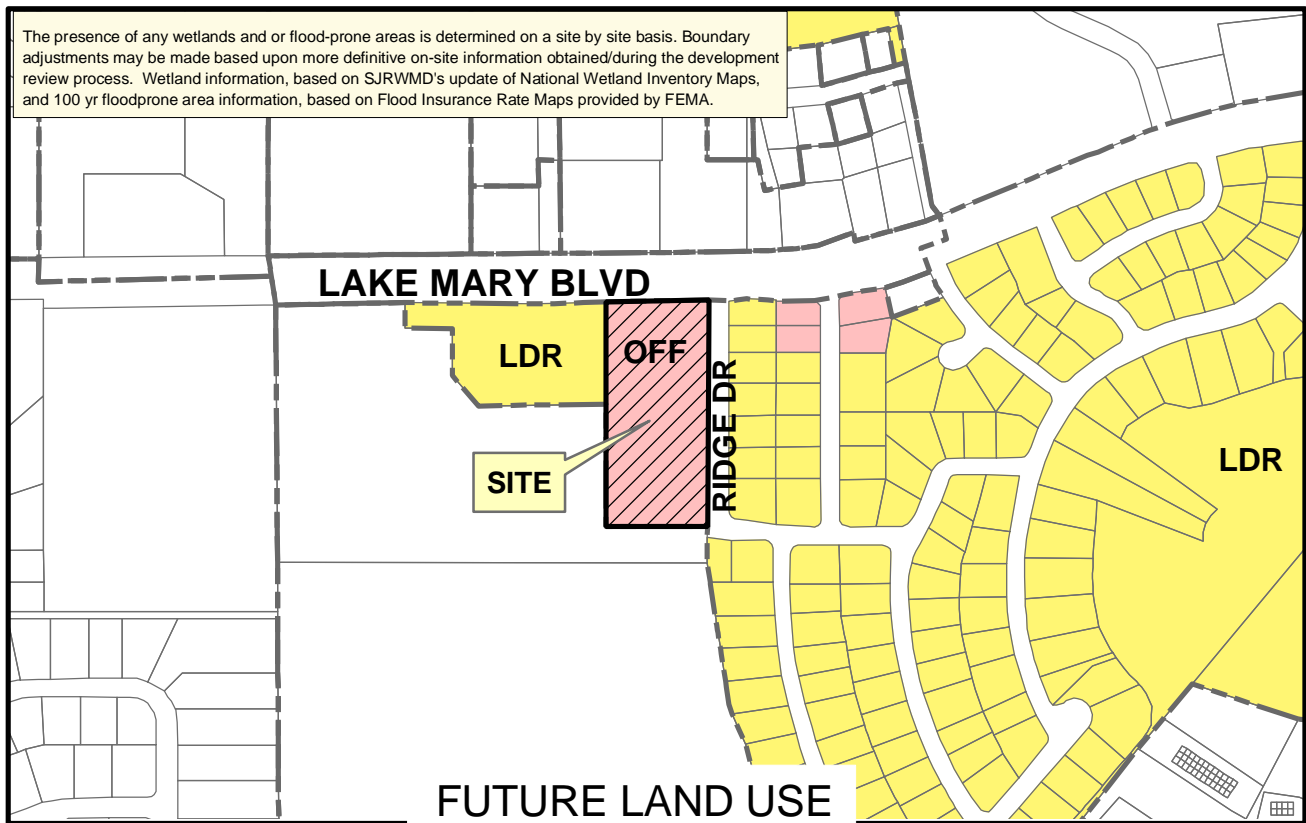 The presence of any wetlands and or flood-prone areas is determined on a site by site basis. Boundary
adjustments may be made based upon more definitive on-site information obtained/during the development
review process.  Wetland information, based on SJRWMD's update of National Wetland Inventory Maps,
and 100 yr floodprone area information, based on Flood Insurance Rate Maps provided by FEMA.
LAKE MARY BLVD
LDR
OFF
RIDGE DR
LDR
SITE
FUTURE LAND USE